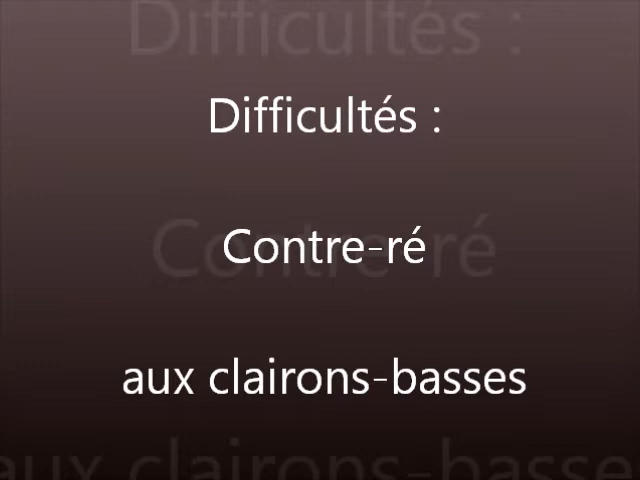 Difficultés :
Contre-ré
aux clairons-basses